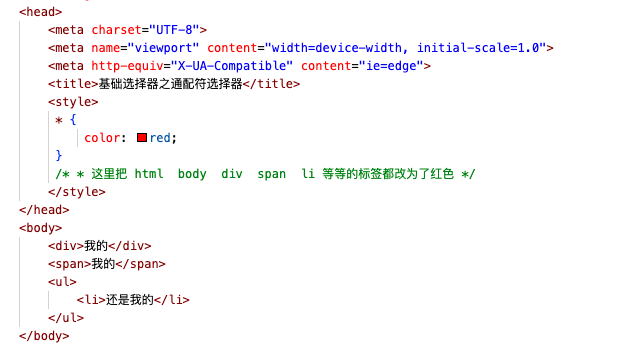 <head>
<meta charset="UTF-8">
<meta name="viewport" content="width=device-width, initial-scale=1.0">
<meta http-equiv="X-UA-Compatible" content="ie=edge">
<title>基础选择器之通配符选择器</title>
<style>
* {
color: red;
}
/* * 这里把 html  body  div  span  li 等等的标签都改为了红色 */
</style>
</head>
<body>
<div>我的</div>
<span>我的</span>
<ul>
<li>还是我的</li>
</ul>
</body>